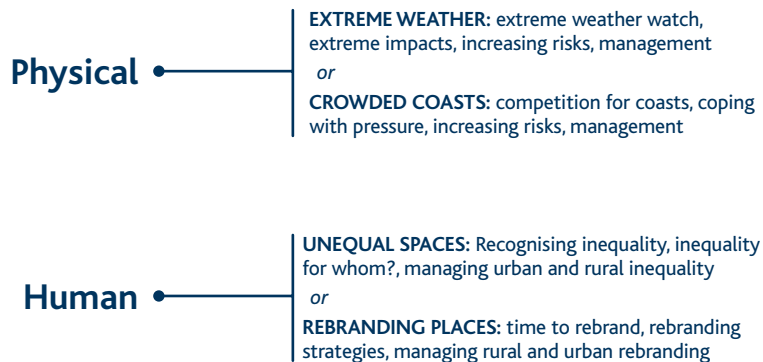 Physical
EXTREME WEATHER: extreme weather watch,
extreme impacts, increasing risks, management
or
CROWDED COASTS: competition for coasts, coping
with pressure, increasing risks, management
Human
UNEQUAL SPACES: Recognising inequality, inequality
for whom?, managing urban and rural inequality
or
REBRANDING PLACES: time to rebrand, rebranding
strategies, managing rural and urban rebranding